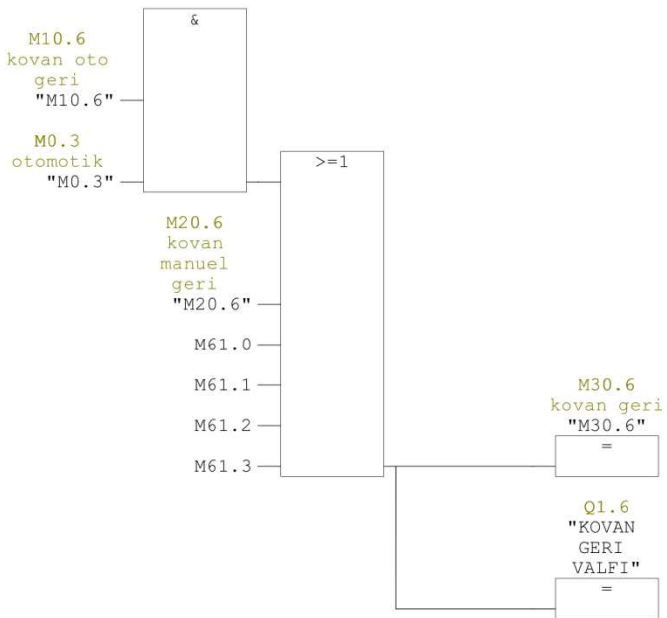 &
M10.6
kovan oto
geri
"M10.6"
M0.3
otomotik
"M0.3"
>=1
M20.6
kovan
manuel
geri
"M20.6"
M61.0
M61.1
M61.2
M61.3
M30.6
kovan geri
"M30.6"
=
Q1.6
"KOVAN
GERI
VALFI"
=